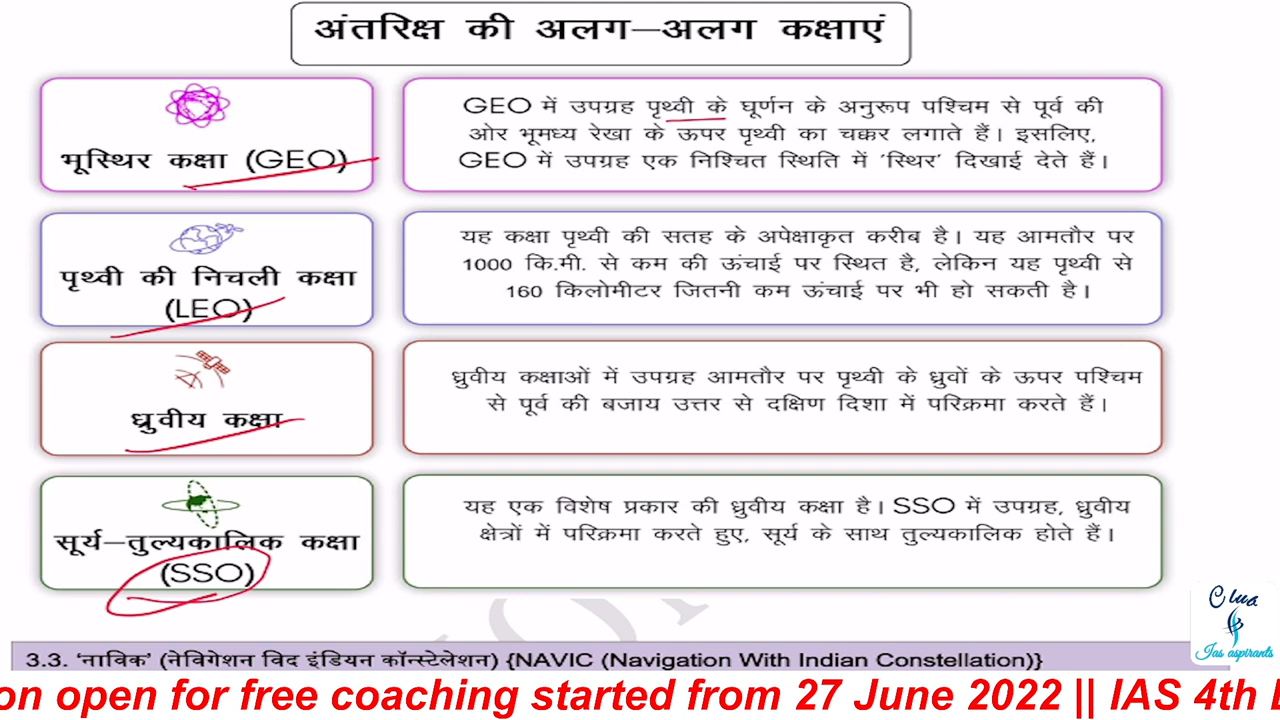 अंतरिक्ष की अलग–अलग कक्षाएं
भूस्थिर कक्षा (GEO)
GEO में उपग्रह पृथ्वी के घूर्णन के अनुरूप पश्चिम से पूर्व की
ओर भूमध्य रेखा के ऊपर पृथ्वी का चक्कर लगाते हैं। इसलिए,
GEO में उपग्रह एक निश्चित स्थिति में 'स्थिर' दिखाई देते हैं।
पृथ्वी की निचली कक्षा
(LEO)
यह कक्षा पृथ्वी की सतह के अपेक्षाकृत करीब है। यह आमतौर पर
1000 कि.मी. से कम की ऊंचाई पर स्थित है, लेकिन यह पृथ्वी से
160 किलोमीटर जितनी कम ऊंचाई पर भी हो सकती है।
ध्रुवीय कक्षा
ध्रुवीय कक्षाओं में उपग्रह आमतौर पर पृथ्वी के ध्रुवों के ऊपर पश्चिम
से पूर्व की बजाय उत्तर से दक्षिण दिशा में परिक्रमा करते हैं।
सूर्य–तुल्यकालिक कक्षा
(SSO)
यह एक विशेष प्रकार की ध्रुवीय कक्षा है। SSO में उपग्रह, ध्रुवीय
क्षेत्रों में परिक्रमा करते हुए, सूर्य के साथ तुल्यकालिक होते हैं।
Ias aspirants
3.3. 'नाविक' (नेविगेशन विद इंडियन कॉन्स्टेलेशन) {NAVIC (Navigation With Indian Constellation)}
on open for free coaching started from 27 June 2022 || IAS 4th